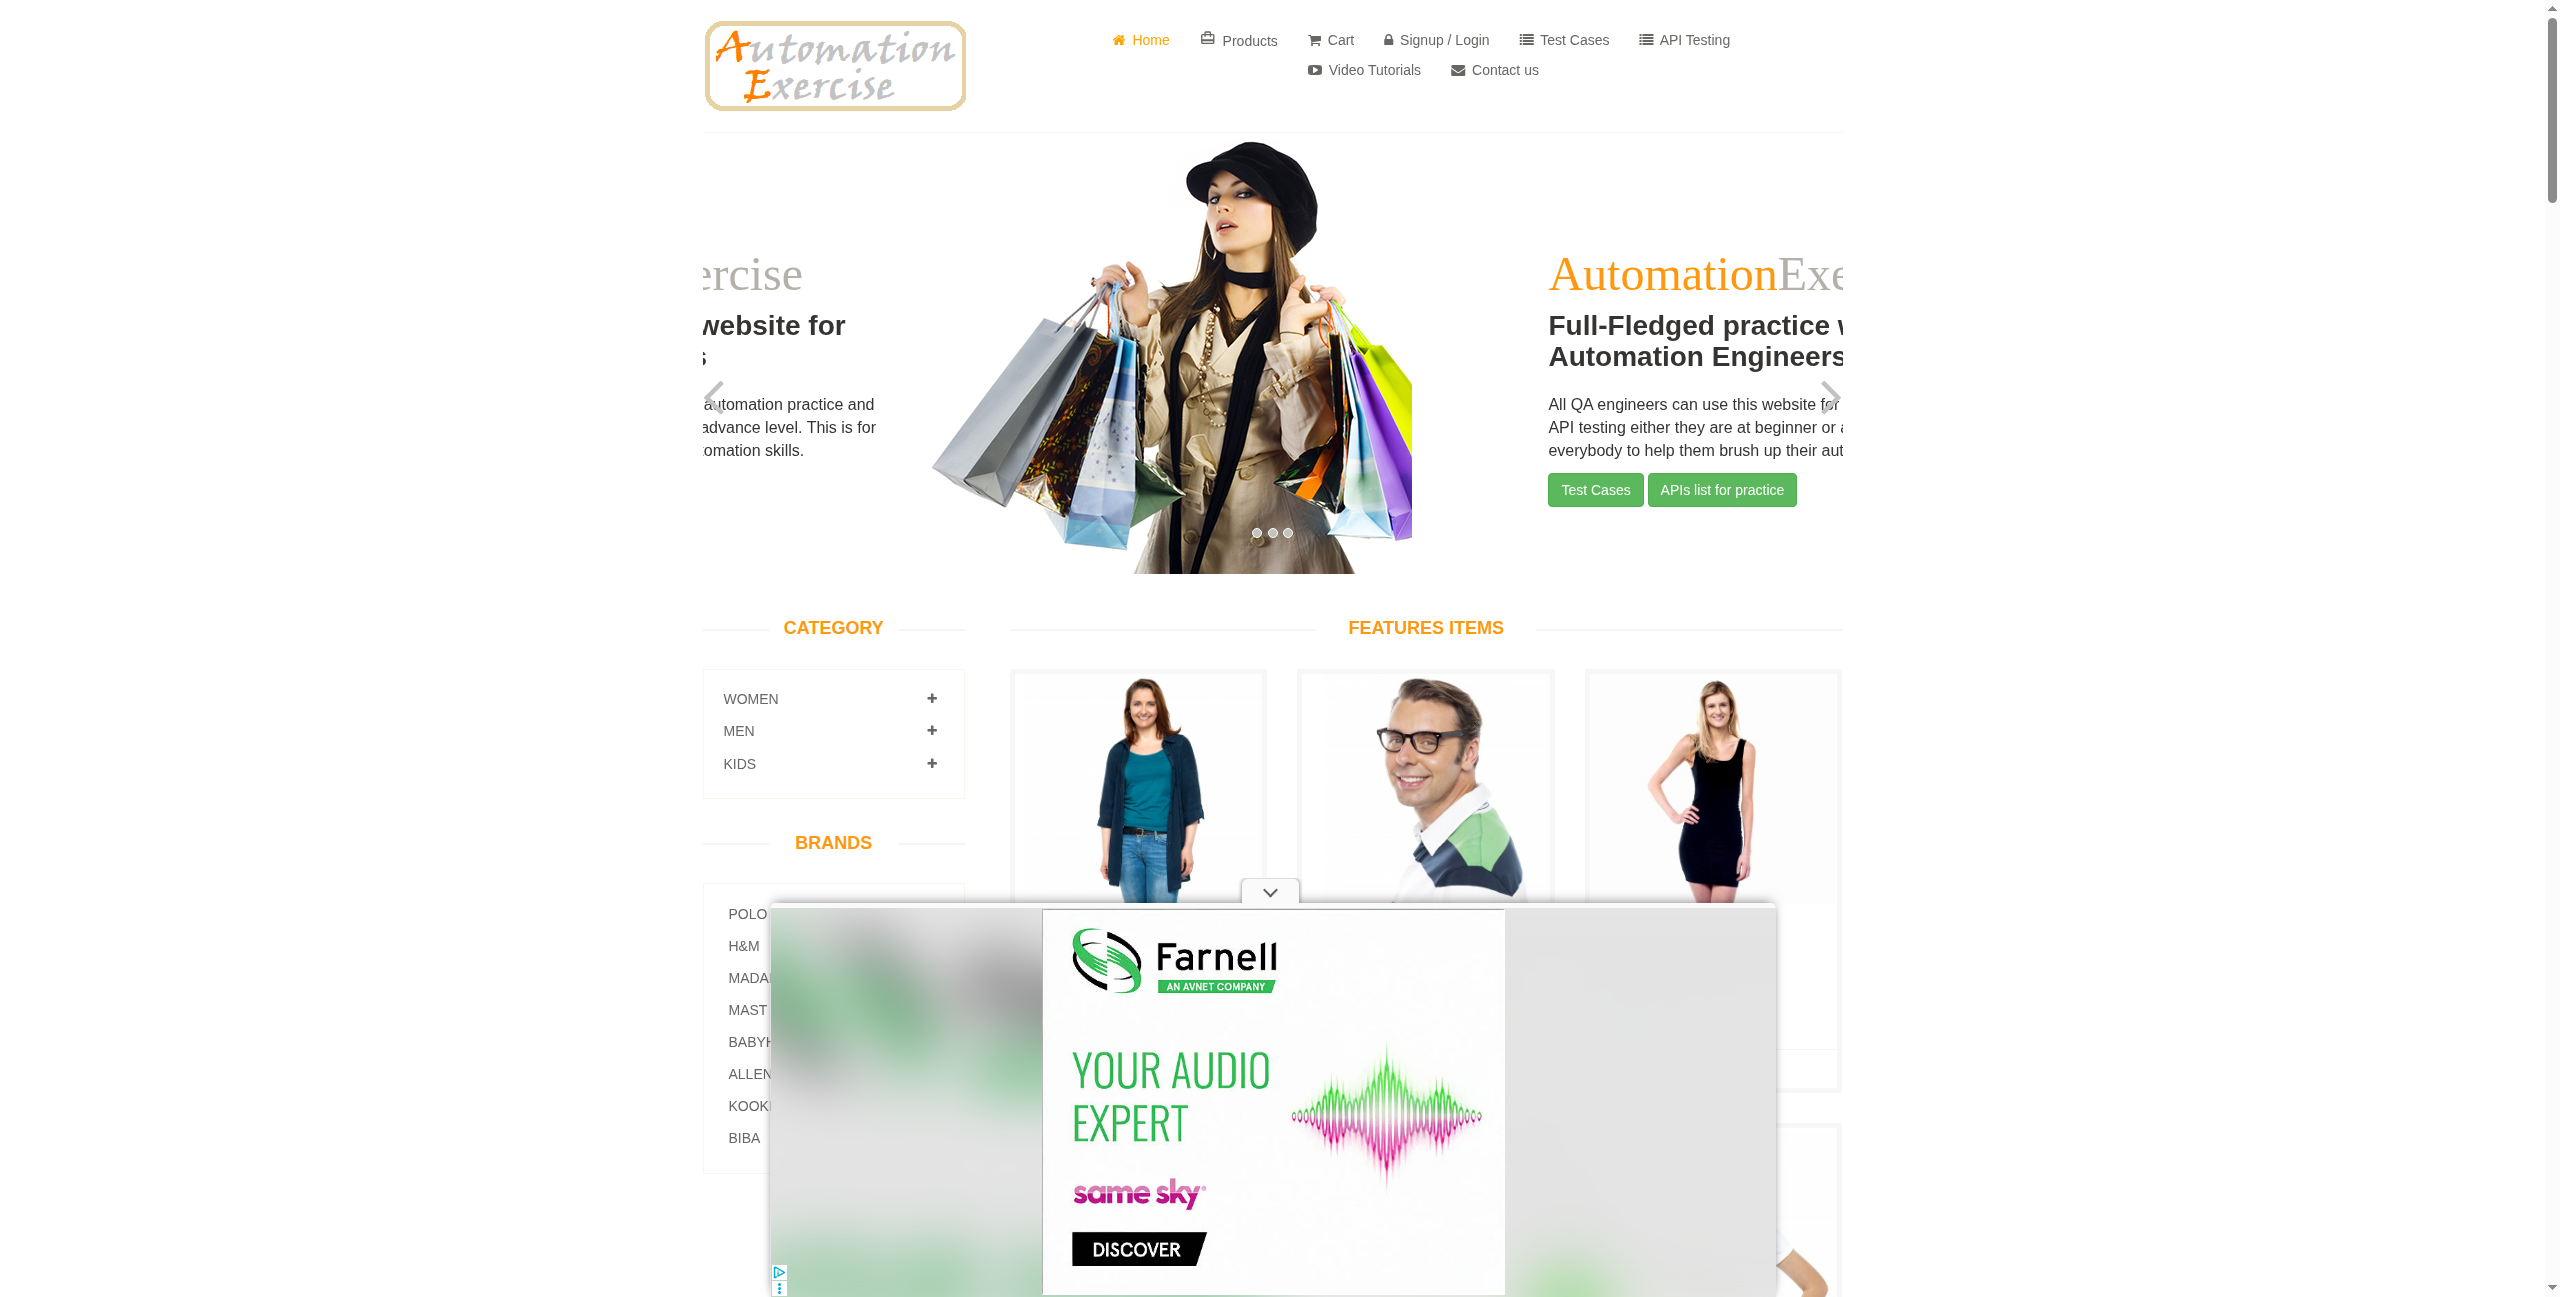 Automation
Exercise
Home
Products
Cart
Signup / Login
Test Cases
API Testing
Video Tutorials
Contact us
ercise
website for
automation practice and
advance level. This is for
tomation skills.
AutomationExe
Full-Fledged practice
Automation Engineers
All QA engineers can use this website for
API testing either they are at beginner or
everybody to help them brush up their aut
Test Cases
APIs list for practice
CATEGORY
WOMEN
MEN
KIDS
BRANDS
POLO
H&M
MADA
MAST
BABYH
ALLEN
KOOK
BIBA
FEATURES ITEMS
Farnell
AN AVNET COMPANY
YOUR AUDIO
EXPERT
same sky
DISCOVER